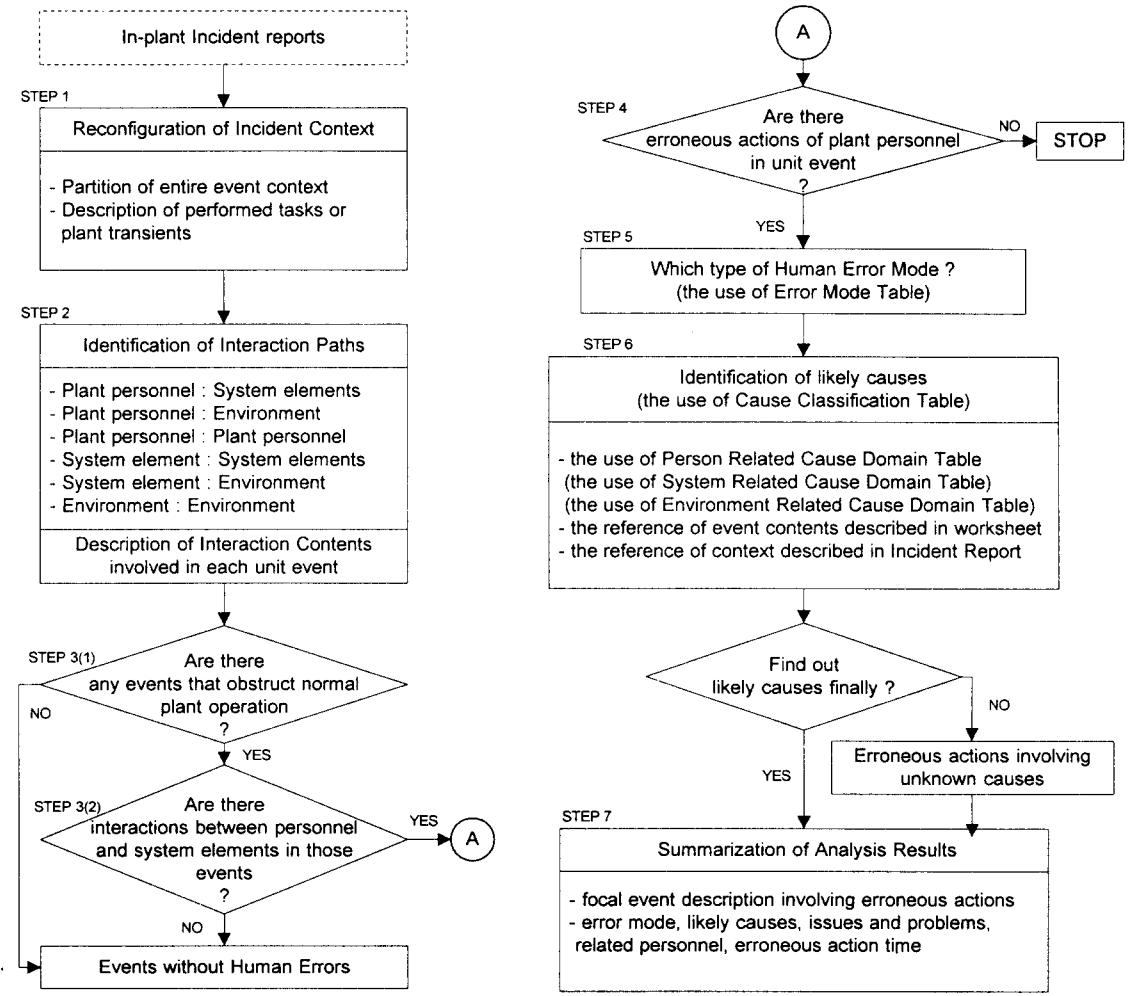 In-plant Incident reports
STEP 1
Reconfiguration of Incident Context
- Partition of entire event context
- Description of performed tasks or
plant transients
STEP 2
Identification of Interaction Paths
- Plant personnel : System elements
- Plant personnel : Environment
- Plant personnel : Plant personnel
- System element : System elements
- System element : Environment
- Environment : Environment
Description of Interaction Contents
involved in each unit event
STEP 3(1)
Are there
any events that obstruct normal
plant operation
?
NO
YES
STEP 3(2)
Are there
interactions between personnel
and system elements in those
events
?
YES
A
NO
Events without Human Errors
A
STEP 4
Are there
erroneous actions of plant personnel
in unit event
?
NO
STOP
YES
STEP 5
Which type of Human Error Mode ?
(the use of Error Mode Table)
STEP 6
Identification of likely causes
(the use of Cause Classification Table)
- the use of Person Related Cause Domain Table
(the use of System Related Cause Domain Table)
(the use of Environment Related Cause Domain Table)
- the reference of event contents described in worksheet
- the reference of context described in Incident Report
Find out
likely causes finally ?
NO
Erroneous actions involving
unknown causes
YES
STEP 7
Summarization of Analysis Results
- focal event description involving erroneous actions
- error mode, likely causes, issues and problems,
related personnel, erroneous action time